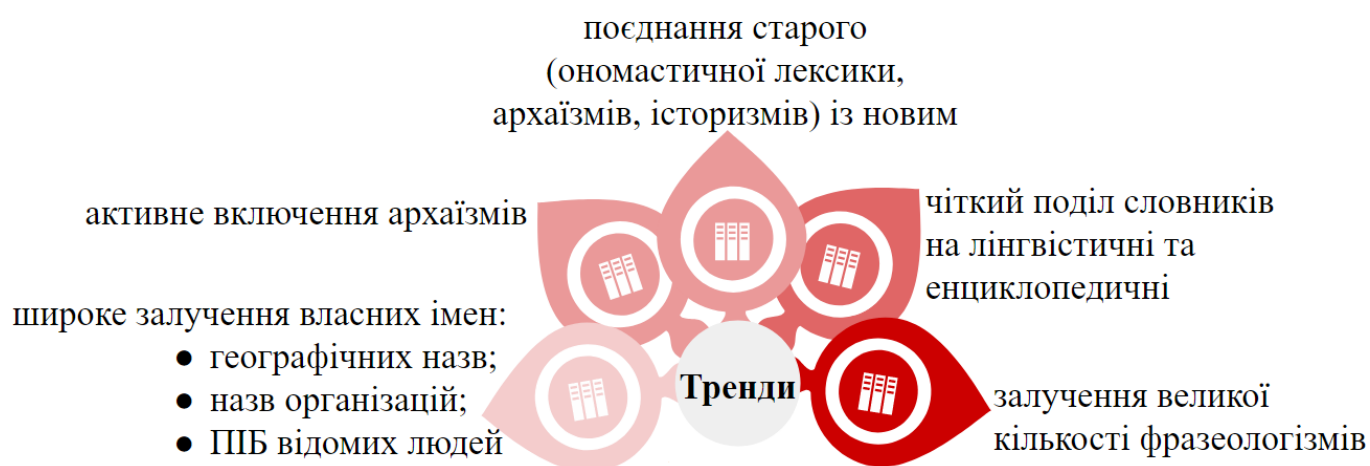 поєднання старого
(ономастичної лексики,
архаїзмів, історизмів) із новим
активне включення архаїзмів
чіткий поділ словників
на лінгвістичні та
енциклопедичні
широке залучення власних імен:
● географічних назв;
● назв організацій;
● ПІБ відомих людей
Тренди
залучення великої
кількості фразеологізмів